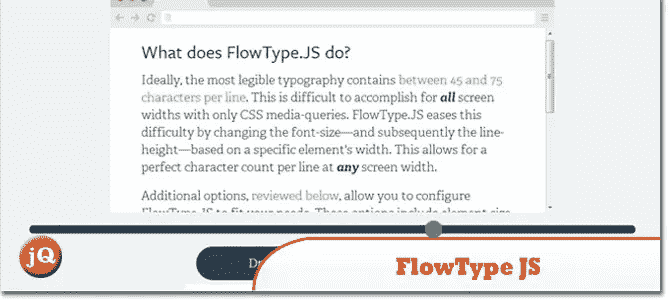 What does FlowType.JS do?
Ideally, the most legible typography contains between 45 and 75
characters per line. This is difficult to accomplish for all screen
widths with only CSS media-queries. FlowType.JS eases this
difficulty by changing the font-size—and subsequently the line-
height—based on a specific element's width. This allows for a
perfect character count per line at any screen width.
Additional options, reviewed below, allow you to configure
FlowType.JS to fit your needs. These options include element size
jQ
FlowType JS